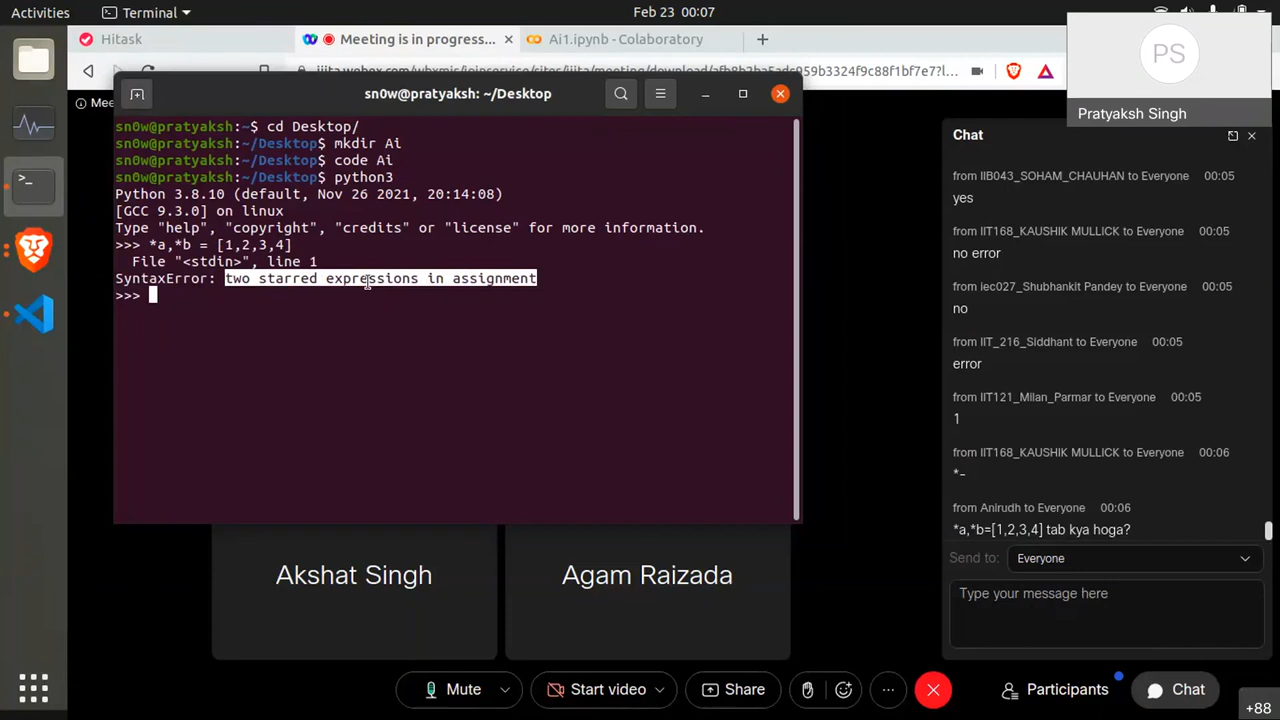 Activities
Terminal
Feb 23 00:07
Hitask
Meeting is in progress...
Ai1.ipynb - Colaboratory
PS
Pratyaksh Singh
Mee
sn0w@pratyaksh: ~/Desktop
sn0w@pratyaksh:~$ cd Desktop/
sn0w@pratyaksh:~/Desktop$ mkdir Ai
sn0w@pratyaksh:~/Desktop$ code Ai
sn0w@pratyaksh:~/Desktop$ python3
Python 3.8.10 (default, Nov 26 2021, 20:14:08)
[GCC 9.3.0] on linux
Type "help", "copyright", "credits" or "license" for more information.
>>> *a,*b = [1,2,3,4]
File "<stdin>", line 1
SyntaxError: two starred expressions in assignment
>>>
Akshat Singh
Agam Raizada
Chat
from IIB043_SOHAM_CHAUHAN to Everyone 00:05
yes
from IIT168_KAUSHIK MULLICK to Everyone 00:05
no error
from iec027_Shubhankit Pandey to Everyone 00:05
no
from IIT_216_Siddhant to Everyone 00:05
error
from IIT121_Milan_Parmar to Everyone 00:05
1
from IIT168_KAUSHIK MULLICK to Everyone 00:06
*-
from Anirudh to Everyone 00:06
*a,*b=[1,2,3,4] tab kya hoga?
Send to: Everyone
Type your message here
Mute
Start video
Share
Participants
Chat
+88